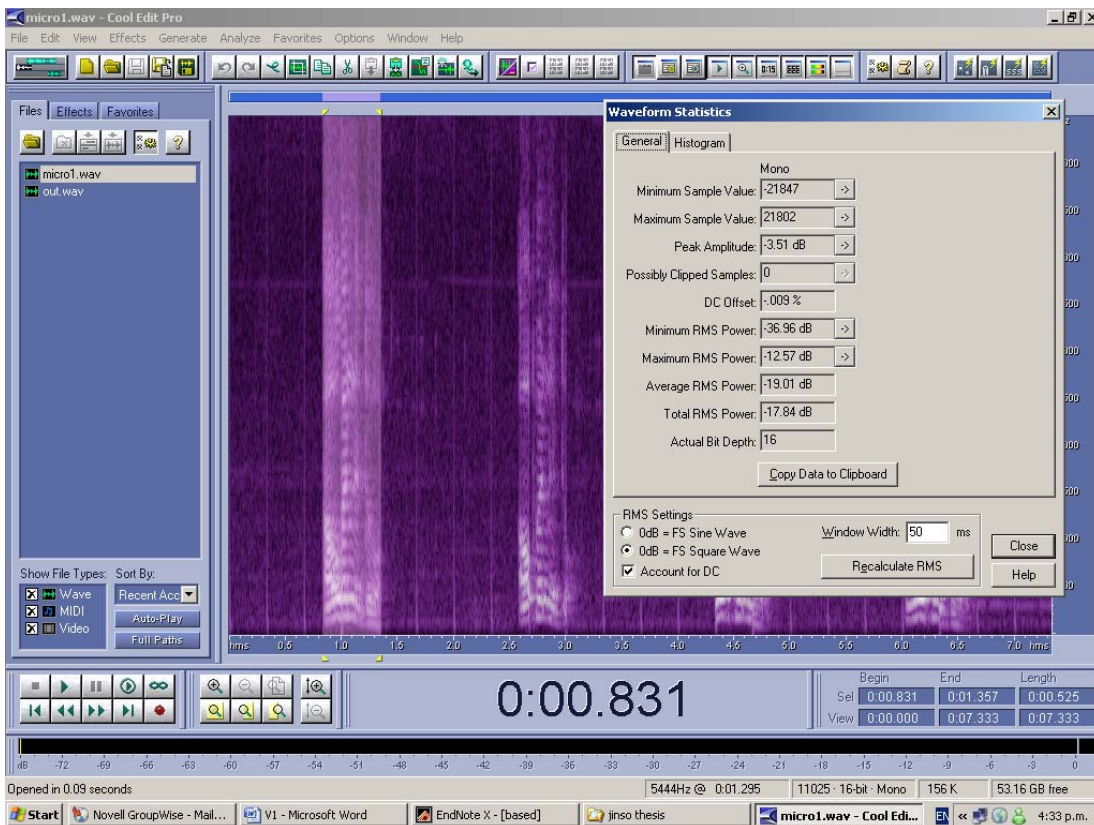 micro1.wav - Cool Edit Pro
File Edit View Effects Generate Analyze Favorites Options Window Help
Files Effects Favorites
micro1.wav
out.wav
Show File Types: Sort By:
Wave Recent Acc
MIDI Auto-Play
Video Full Paths
Waveform Statistics
General Histogram
Mono
Minimum Sample Value: -21847 ->
Maximum Sample Value: 21802 ->
Peak Amplitude: -3.51 dB ->
Possibly Clipped Samples: 0 ->
DC Offset: -.009 %
Minimum RMS Power: -36.96 dB ->
Maximum RMS Power: -12.57 dB ->
Average RMS Power: -19.01 dB
Total RMS Power: -17.84 dB
Actual Bit Depth: 16
Copy Data to Clipboard
RMS Settings
0dB = FS Sine Wave Window Width: 50 ms
0dB = FS Square Wave
Account for DC Recalculate RMS
Close
Help
hms 0.5 1.0 1.5 2.0 2.5 3.0 3.5 4.0 4.5 5.0 5.5 6.0 6.5 7.0 hms
0:00.831
Begin End Length
Sel 0:00.831 0:01.357 0:00.525
View 0:00.000 0:07.333 0:07.333
dB -72 -69 -66 -63 -60 -57 -54 -51 -48 -45 -42 -39 -36 -33 -30 -27 -24 -21 -18 -15 -12 -9 -6 -3 0
Opened in 0.09 seconds 5444Hz @ 0:01.295 11025 · 16-bit · Mono 156 K 53.16 GB free
Start Novell GroupWise - Mail... V1 - Microsoft Word EndNote X - [based] jinso thesis micro1.wav - Cool Edi... EN « 4:33 p.m.